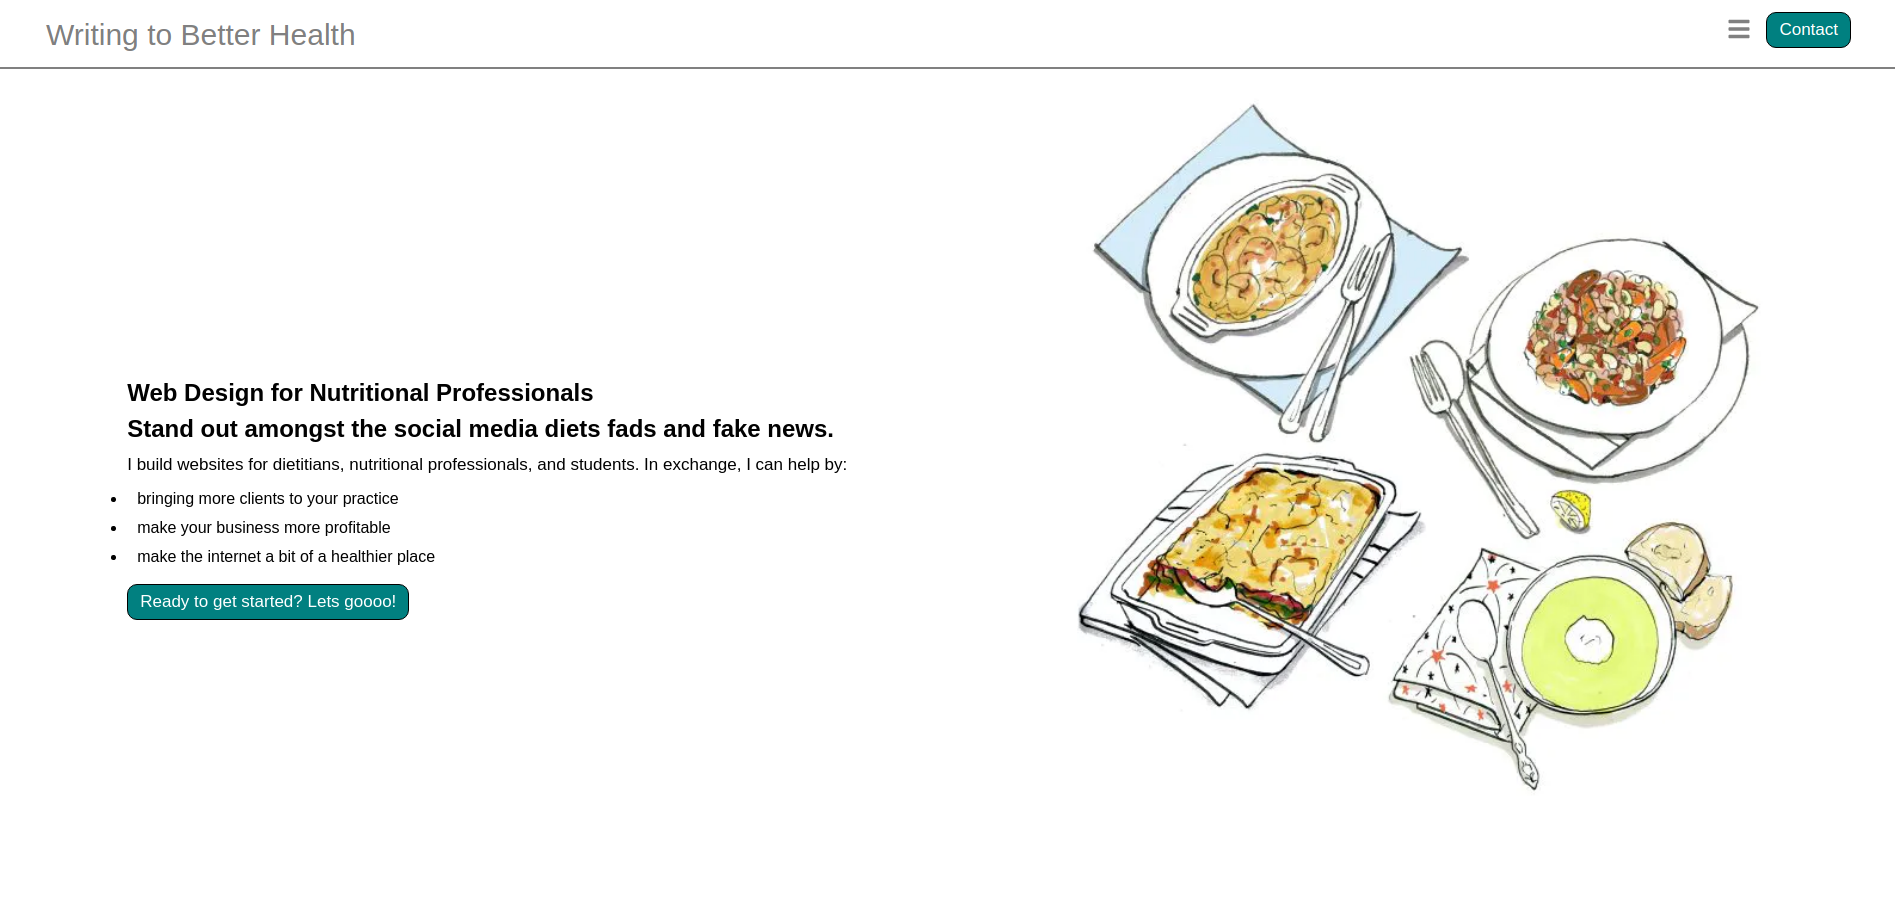 Writing to Better Health
Contact
Web Design for Nutritional Professionals
Stand out amongst the social media diets fads and fake news.
I build websites for dietitians, nutritional professionals, and students. In exchange, I can help by:
bringing more clients to your practice
make your business more profitable
make the internet a bit of a healthier place
Ready to get started? Lets goooo!